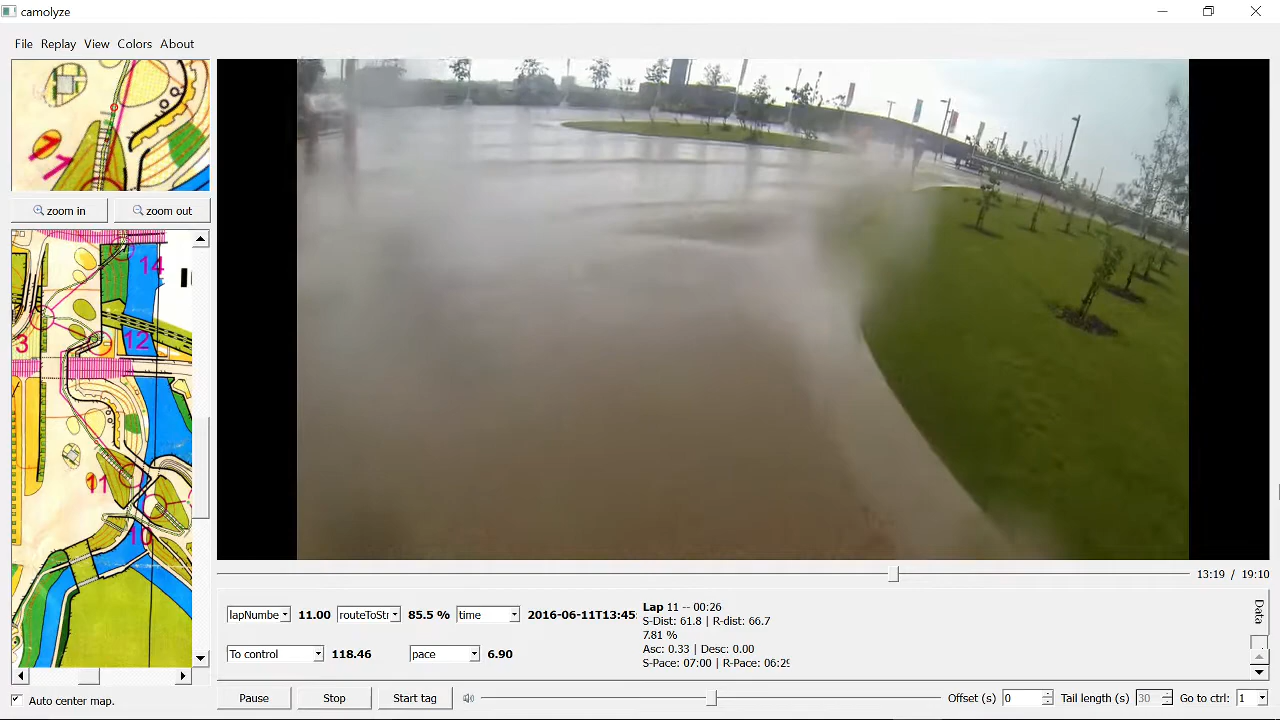 camolyze
File Replay View Colors About
zoom in zoom out
14
12
3
11
10
13:19 / 19:10
lapNumbe 11.00 routeToStr 85.5 % time 2016-06-11T13:45:
To control 118.46 pace 6.90
Lap 11 -- 00:26
S-Dist: 61.8 | R-dist: 66.7
7.81 %
Asc: 0.33 | Desc: 0.00
S-Pace: 07:00 | R-Pace: 06:29
Data
Auto center map.
Pause Stop Start tag Offset (s) 0 Tail length (s) 30 Go to ctrl: 1